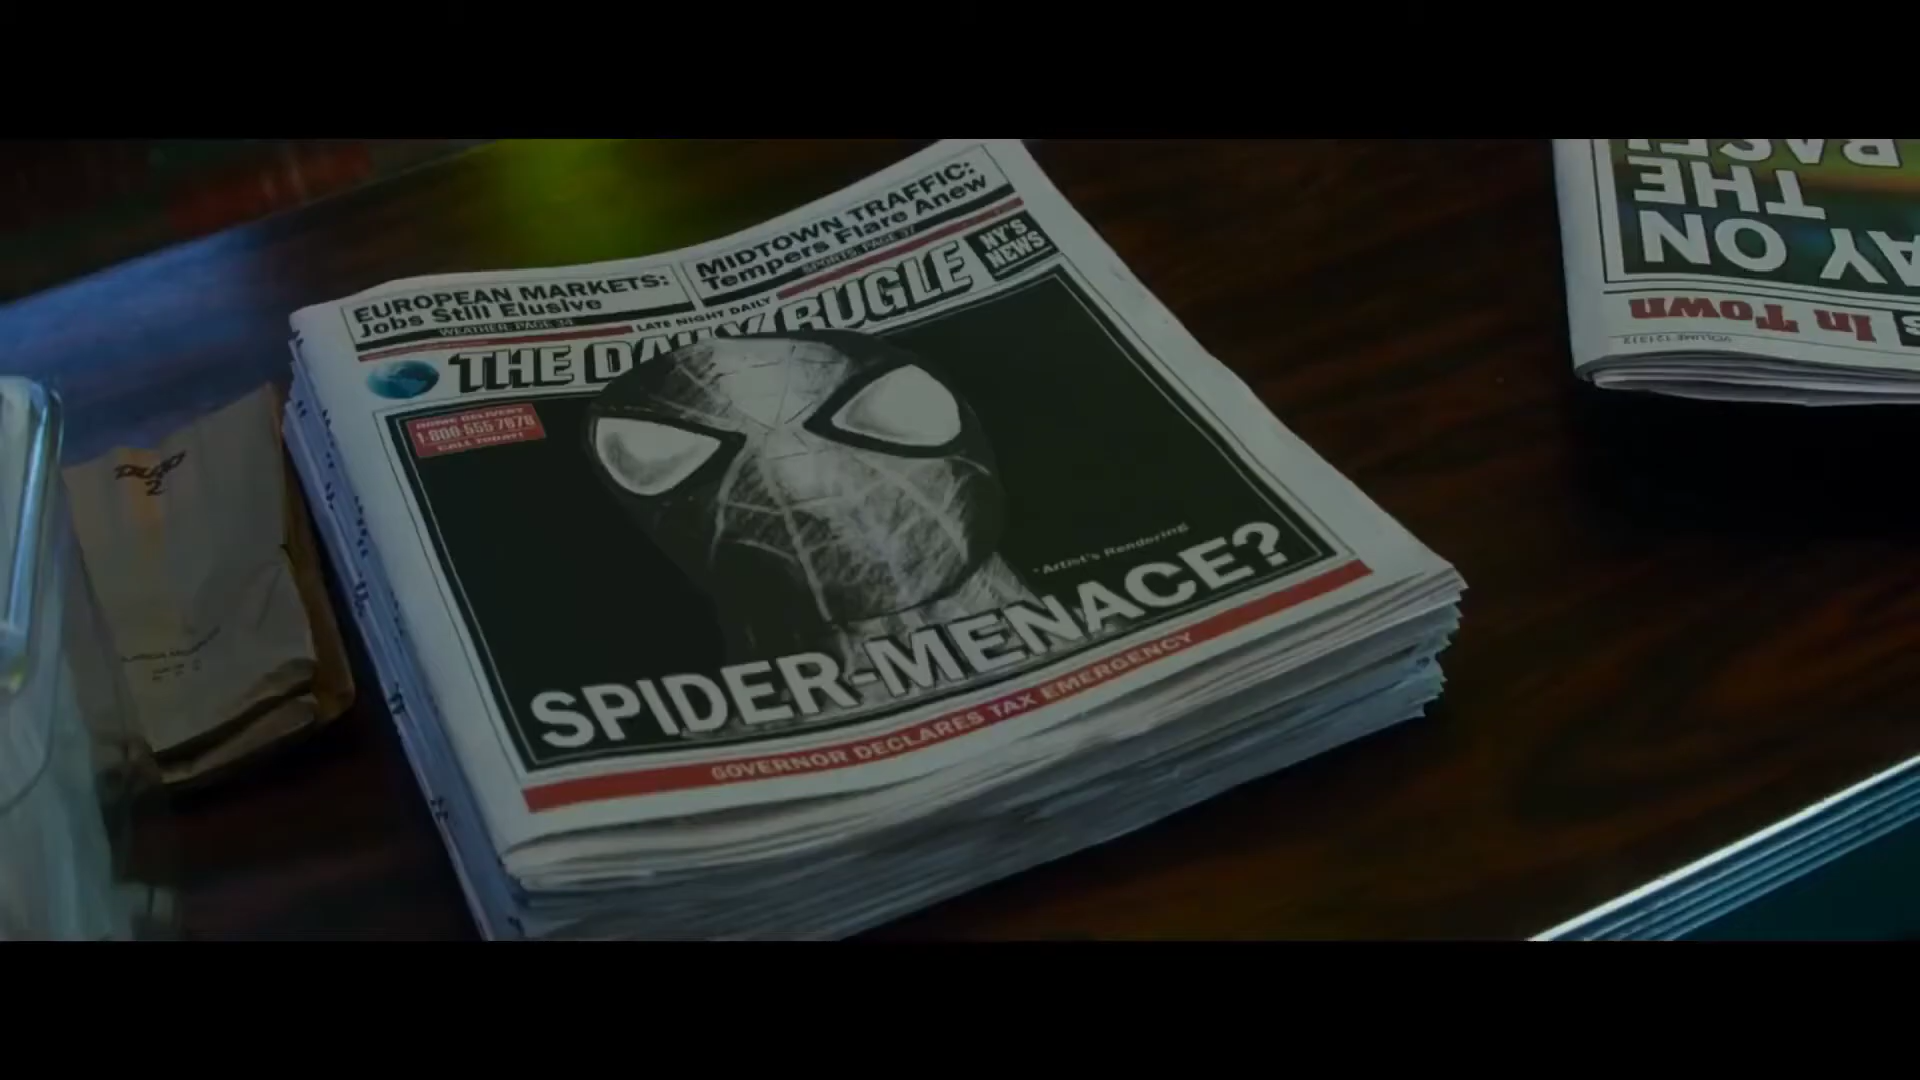 EUROPEAN MARKETS:
Jobs Still Elusive
WEATHER: PAGE 34
MIDTOWN TRAFFIC:
Tempers Flare Anew
SPORTS: PAGE 37
LATE NIGHT DAILY
THE DAILY BUGLE
NY'S
NEWS
HOME DELIVERY
1-800-555-7878
CALL TODAY!
*Artist's Rendering
SPIDER-MENACE?
GOVERNOR DECLARES TAX EMERGENCY
ON
THE
In Town